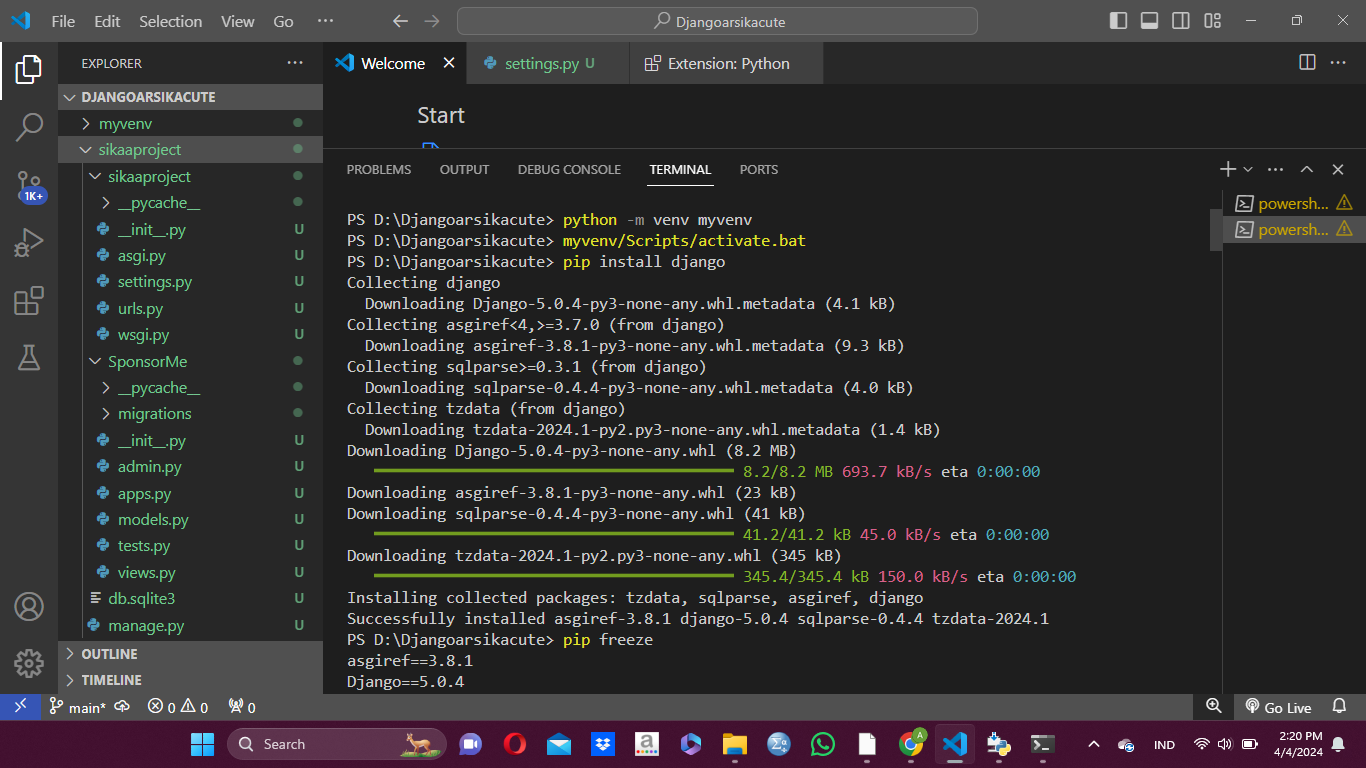 File Edit Selection View Go ···
Djangoarsikacute
EXPLORER ···
DJANGOARSIKACUTE
myvenv
sikaaproject
sikaaproject
__pycache__
__init__.py U
asgi.py U
settings.py U
urls.py U
wsgi.py U
SponsorMe
__pycache__
migrations
__init__.py U
admin.py U
apps.py U
models.py U
tests.py U
views.py U
db.sqlite3 U
manage.py U
OUTLINE
TIMELINE
1K+
Welcome
settings.py U
Extension: Python
Start
PROBLEMS OUTPUT DEBUG CONSOLE TERMINAL PORTS
powersh...
powersh...
PS D:\Djangoarsikacute> python -m venv myvenv
PS D:\Djangoarsikacute> myvenv/Scripts/activate.bat
PS D:\Djangoarsikacute> pip install django
Collecting django
Downloading Django-5.0.4-py3-none-any.whl.metadata (4.1 kB)
Collecting asgiref<4,>=3.7.0 (from django)
Downloading asgiref-3.8.1-py3-none-any.whl.metadata (9.3 kB)
Collecting sqlparse>=0.3.1 (from django)
Downloading sqlparse-0.4.4-py3-none-any.whl.metadata (4.0 kB)
Collecting tzdata (from django)
Downloading tzdata-2024.1-py2.py3-none-any.whl.metadata (1.4 kB)
Downloading Django-5.0.4-py3-none-any.whl (8.2 MB)
8.2/8.2 MB 693.7 kB/s eta 0:00:00
Downloading asgiref-3.8.1-py3-none-any.whl (23 kB)
Downloading sqlparse-0.4.4-py3-none-any.whl (41 kB)
41.2/41.2 kB 45.0 kB/s eta 0:00:00
Downloading tzdata-2024.1-py2.py3-none-any.whl (345 kB)
345.4/345.4 kB 150.0 kB/s eta 0:00:00
Installing collected packages: tzdata, sqlparse, asgiref, django
Successfully installed asgiref-3.8.1 django-5.0.4 sqlparse-0.4.4 tzdata-2024.1
PS D:\Djangoarsikacute> pip freeze
asgiref==3.8.1
Django==5.0.4
main* 0 0 0 Go Live
Search
IND
2:20 PM
4/4/2024